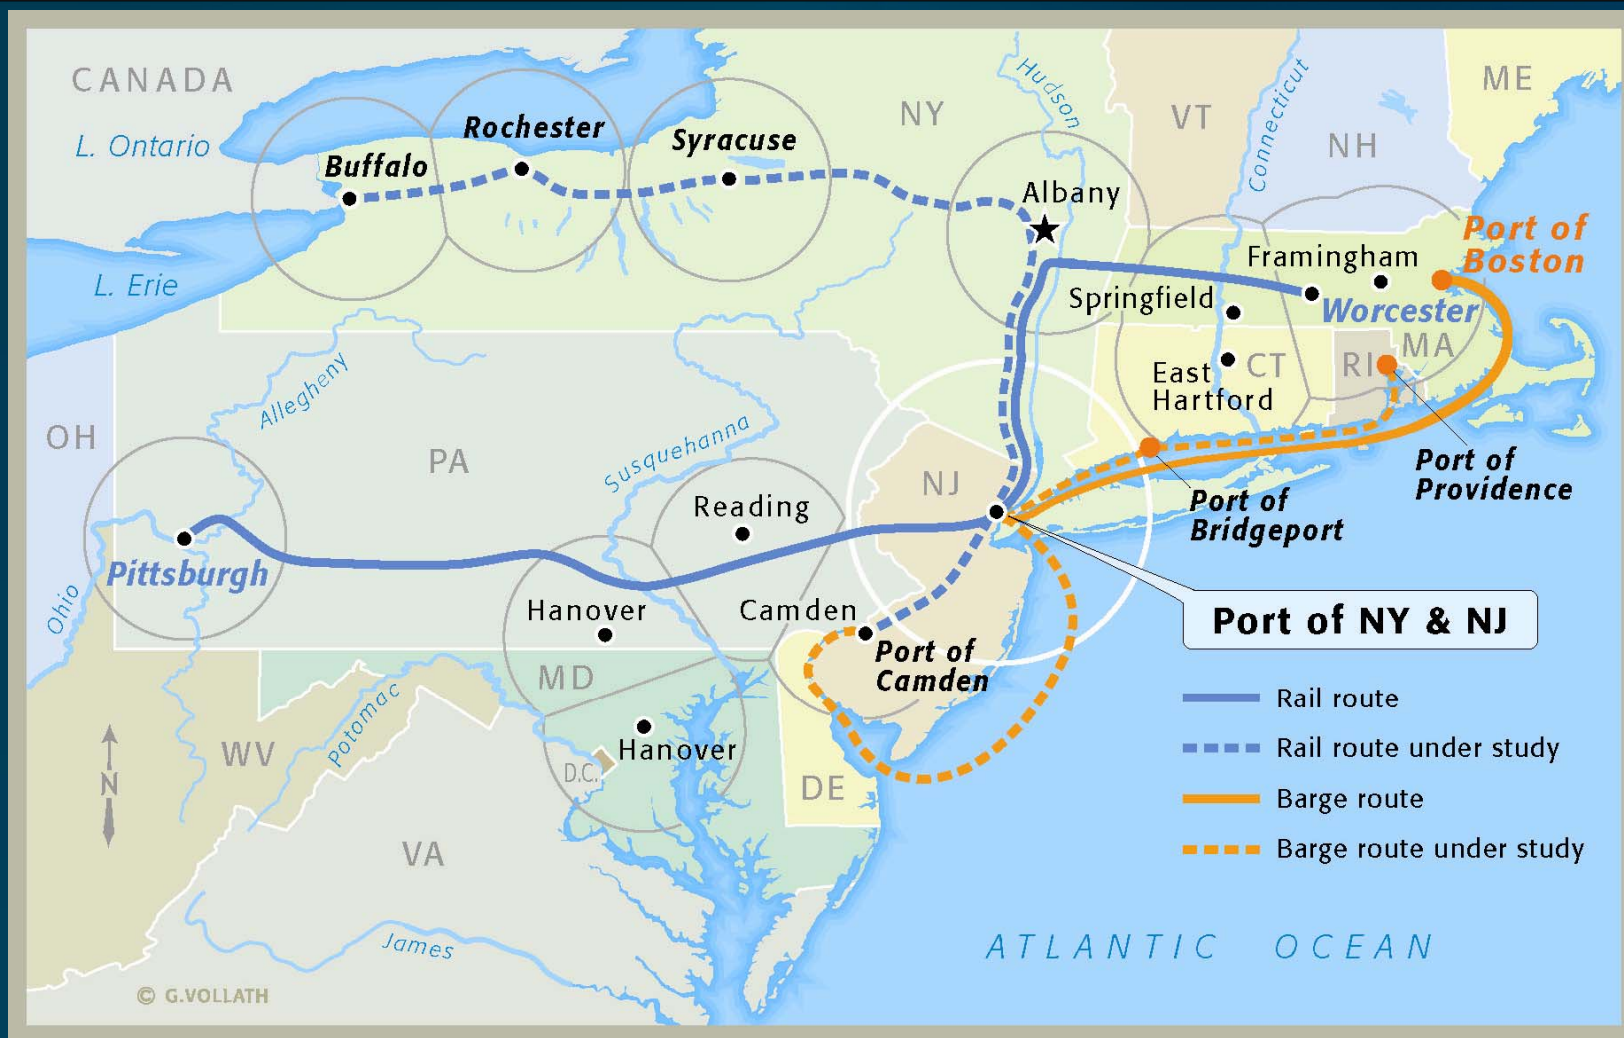 CANADA
L. Ontario
Rochester
Syracuse
Buffalo
NY
Hudson
VT
Connecticut
NH
ME
Albany
Port of
Boston
Framingham
L. Erie
Springfield
Worcester
MA
RI
CT
East
Hartford
Allegheny
OH
PA
Susquehanna
NJ
Reading
Port of
Providence
Port of
Bridgeport
Pittsburgh
Ohio
Hanover
Camden
Port of NY & NJ
Port of
Camden
MD
Potomac
WV
Hanover
D.C.
DE
N
VA
James
Rail route
Rail route under study
Barge route
Barge route under study
ATLANTIC OCEAN
© G.VOLLATH